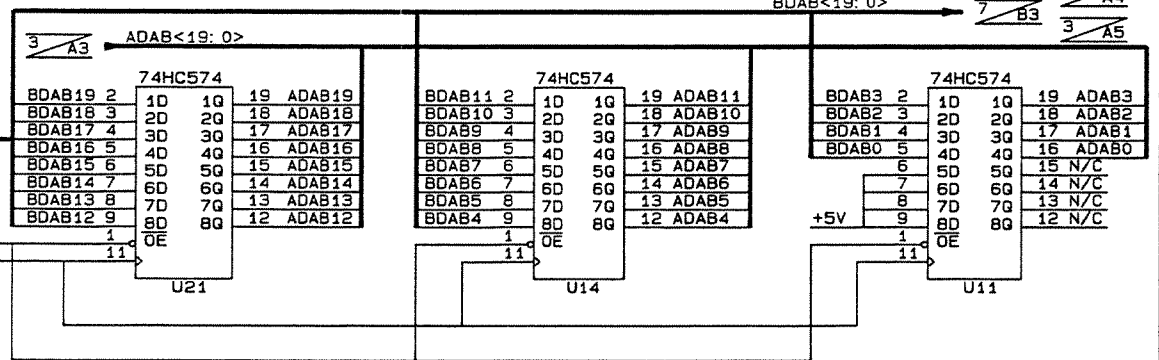 BDAB<19:0>
7 B3
A4
3 A5
3 A3
ADAB<19:0>
74HC574 74HC574 74HC574
BDAB19 2 1D 1Q 19 ADAB19 BDAB11 2 1D 1Q 19 ADAB11 BDAB3 2 1D 1Q 19 ADAB3
BDAB18 3 2D 2Q 18 ADAB18 BDAB10 3 2D 2Q 18 ADAB10 BDAB2 3 2D 2Q 18 ADAB2
BDAB17 4 3D 3Q 17 ADAB17 BDAB9 4 3D 3Q 17 ADAB9 BDAB1 4 3D 3Q 17 ADAB1
BDAB16 5 4D 4Q 16 ADAB16 BDAB8 5 4D 4Q 16 ADAB8 BDAB0 5 4D 4Q 16 ADAB0
BDAB15 6 5D 5Q 15 ADAB15 BDAB7 6 5D 5Q 15 ADAB7 6 5D 5Q 15 N/C
BDAB14 7 6D 6Q 14 ADAB14 BDAB6 7 6D 6Q 14 ADAB6 7 6D 6Q 14 N/C
BDAB13 8 7D 7Q 13 ADAB13 BDAB5 8 7D 7Q 13 ADAB5 8 7D 7Q 13 N/C
BDAB12 9 8D 8Q 12 ADAB12 BDAB4 9 8D 8Q 12 ADAB4 +5V 9 8D 8Q 12 N/C
1 OE 1 OE 1 OE
11 11 11
U21 U14 U11